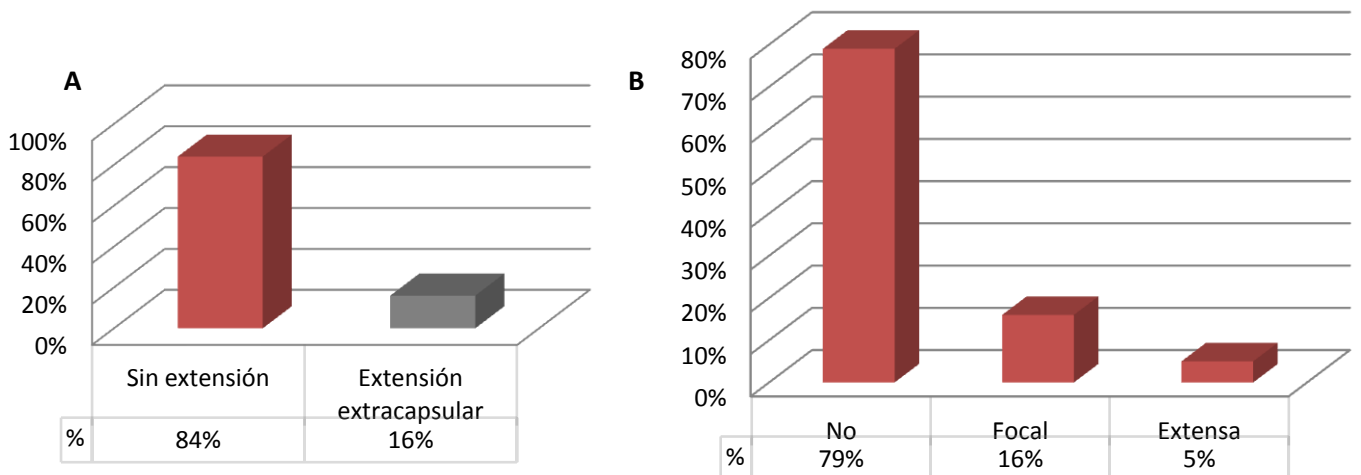 A
100%
80%
60%
40%
20%
0%
Sin extensión
Extensión
extracapsular
% 84% 16%
B
80%
70%
60%
50%
40%
30%
20%
10%
0%
No Focal Extensa
% 79% 16% 5%